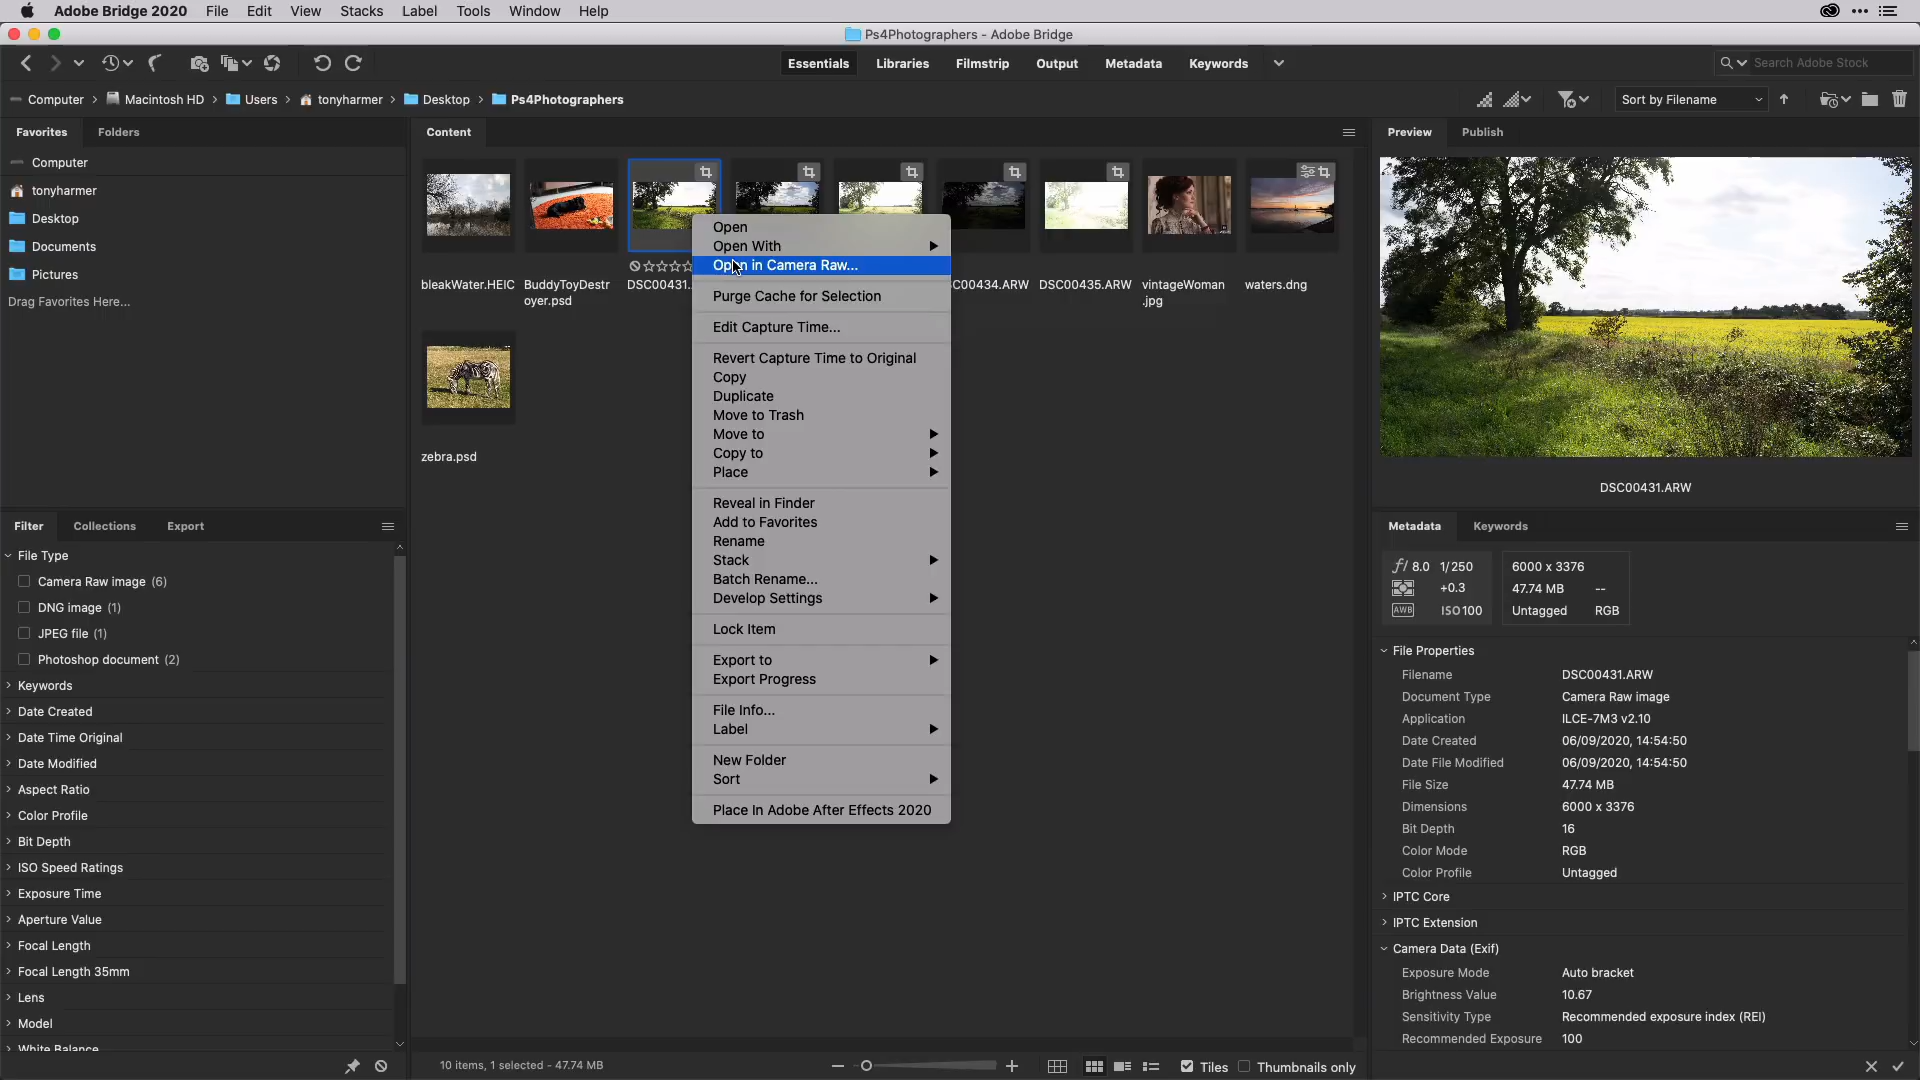 Adobe Bridge 2020 File Edit View Stacks Label Tools Window Help
Ps4Photographers - Adobe Bridge
Essentials Libraries Filmstrip Output Metadata Keywords
Search Adobe Stock
Computer Macintosh HD Users tonyharmer Desktop Ps4Photographers
Sort by Filename
Favorites Folders
Computer
tonyharmer
Desktop
Documents
Pictures
Drag Favorites Here...
Content
bleakWater.HEIC
BuddyToyDestr
oyer.psd
DSC00431.
C00434.ARW
DSC00435.ARW
vintageWoman
.jpg
waters.dng
zebra.psd
Open
Open With
Open in Camera Raw...
Purge Cache for Selection
Edit Capture Time...
Revert Capture Time to Original
Copy
Duplicate
Move to Trash
Move to
Copy to
Place
Reveal in Finder
Add to Favorites
Rename
Stack
Batch Rename...
Develop Settings
Lock Item
Export to
Export Progress
File Info...
Label
New Folder
Sort
Place In Adobe After Effects 2020
Preview Publish
DSC00431.ARW
Filter Collections Export
File Type
Camera Raw image (6)
DNG image (1)
JPEG file (1)
Photoshop document (2)
Keywords
Date Created
Date Time Original
Date Modified
Aspect Ratio
Color Profile
Bit Depth
ISO Speed Ratings
Exposure Time
Aperture Value
Focal Length
Focal Length 35mm
Lens
Model
White Balance
10 items, 1 selected - 47.74 MB
Tiles Thumbnails only
Metadata Keywords
f/ 8.0 1/250
+0.3
AWB ISO100
6000 x 3376
47.74 MB --
Untagged RGB
File Properties
Filename DSC00431.ARW
Document Type Camera Raw image
Application ILCE-7M3 v2.10
Date Created 06/09/2020, 14:54:50
Date File Modified 06/09/2020, 14:54:50
File Size 47.74 MB
Dimensions 6000 x 3376
Bit Depth 16
Color Mode RGB
Color Profile Untagged
IPTC Core
IPTC Extension
Camera Data (Exif)
Exposure Mode Auto bracket
Brightness Value 10.67
Sensitivity Type Recommended exposure index (REI)
Recommended Exposure 100